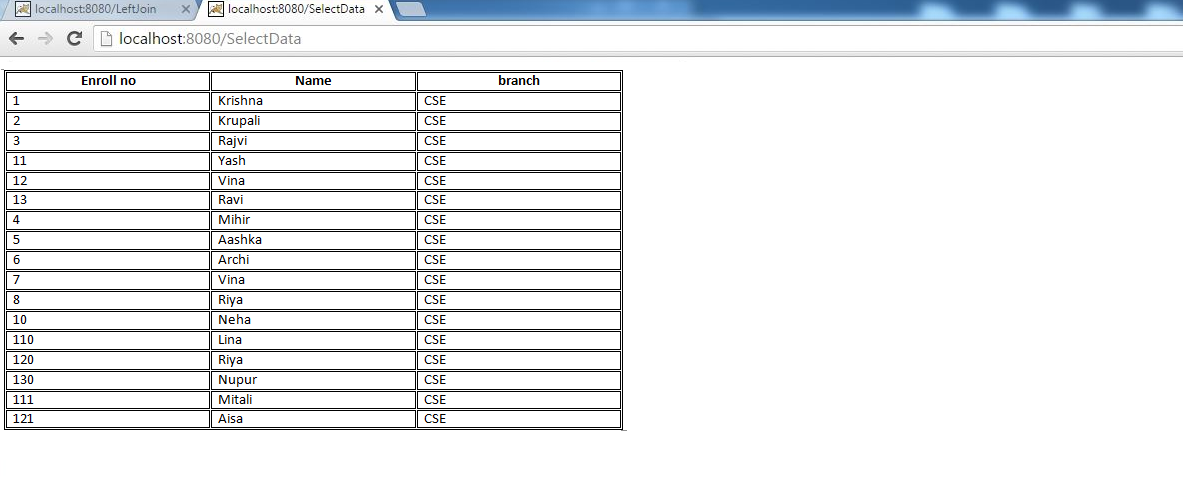 localhost:8080/LeftJoin localhost:8080/SelectData
localhost:8080/SelectData
Enroll no Name branch
1 Krishna CSE
2 Krupali CSE
3 Rajvi CSE
11 Yash CSE
12 Vina CSE
13 Ravi CSE
4 Mihir CSE
5 Aashka CSE
6 Archi CSE
7 Vina CSE
8 Riya CSE
10 Neha CSE
110 Lina CSE
120 Riya CSE
130 Nupur CSE
111 Mitali CSE
121 Aisa CSE